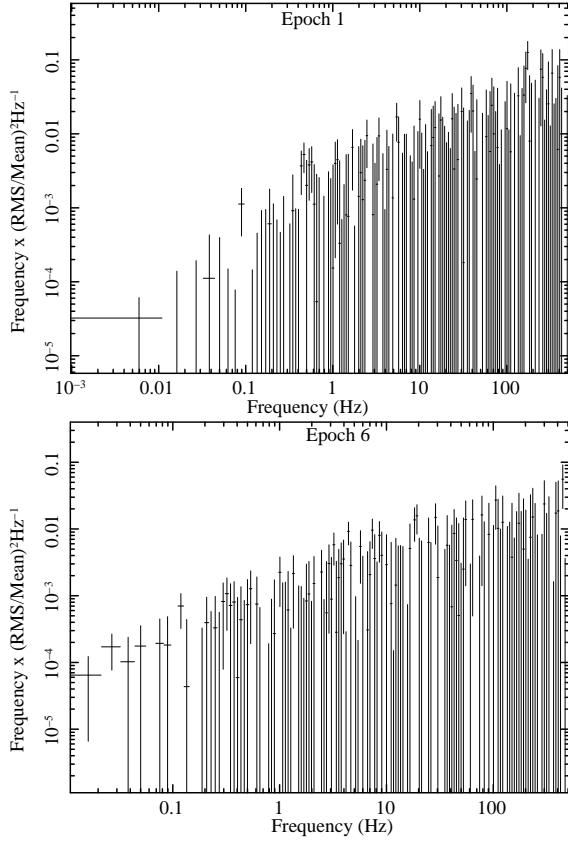 Epoch 1
Frequency x (RMS/Mean)²Hz⁻¹
0.1
0.01
10⁻³
10⁻⁴
10⁻⁵
10⁻³ 0.01 0.1 1 10 100
Frequency (Hz)
Epoch 6
Frequency x (RMS/Mean)²Hz⁻¹
0.1
0.01
10⁻³
10⁻⁴
10⁻⁵
0.1 1 10 100
Frequency (Hz)